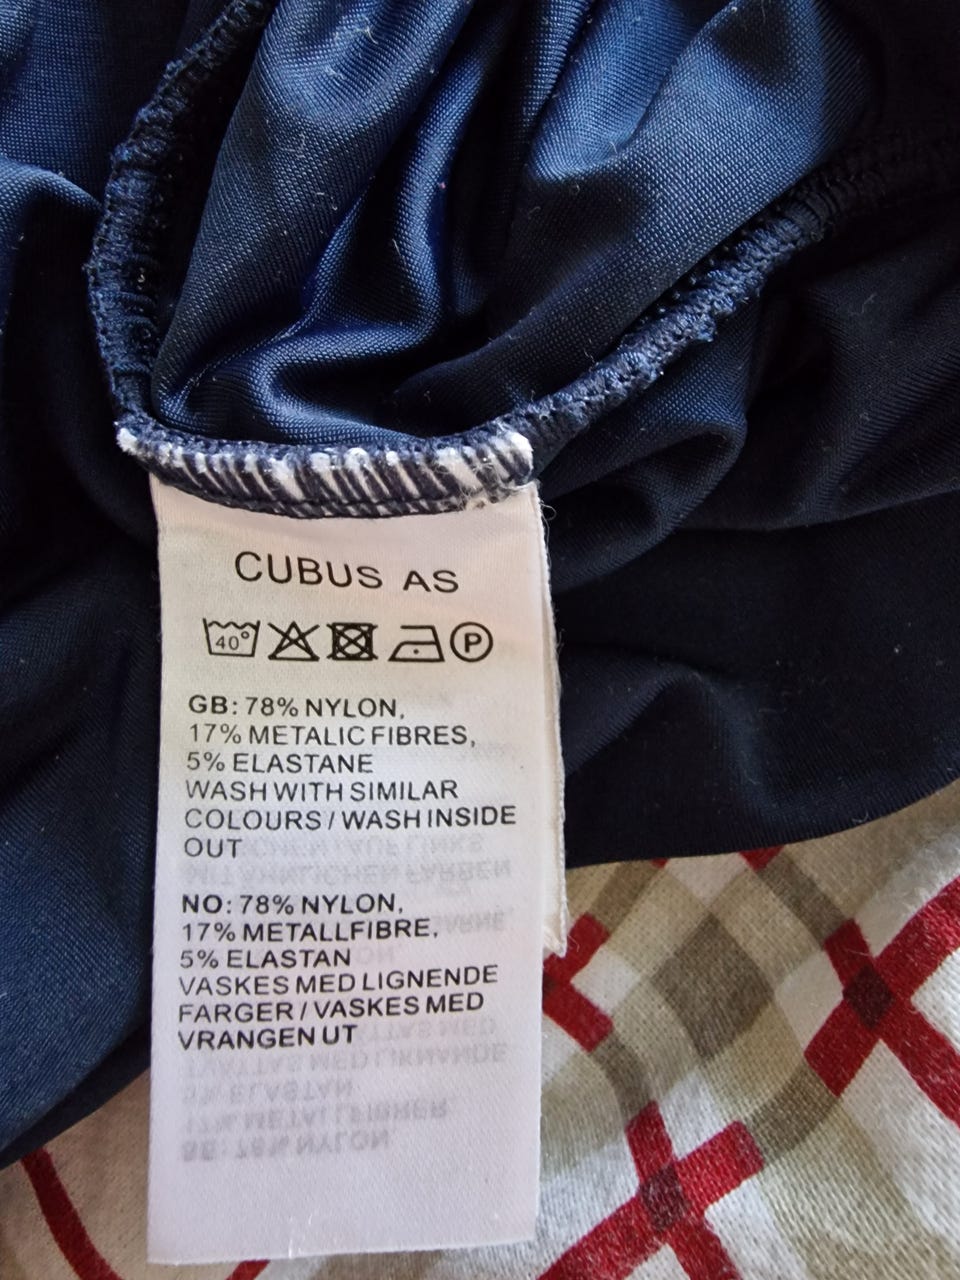 CUBUS AS
40° P
GB: 78% NYLON,
17% METALIC FIBRES,
5% ELASTANE
WASH WITH SIMILAR
COLOURS / WASH INSIDE
OUT
NO: 78% NYLON,
17% METALLFIBRE,
5% ELASTAN
VASKES MED LIGNENDE
FARGER / VASKES MED
VRANGEN UT